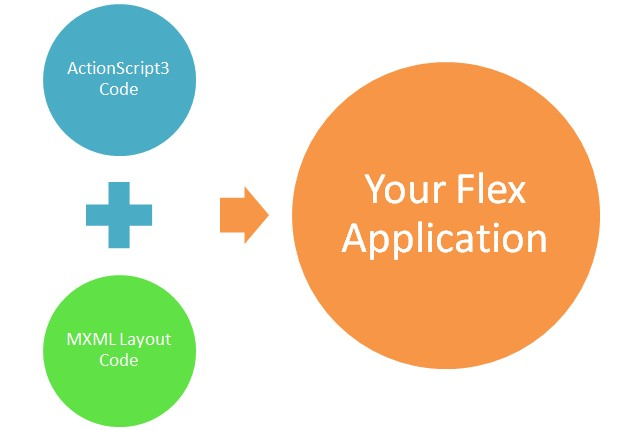 ActionScript3
Code
MXML Layout
Code
Your Flex
Application